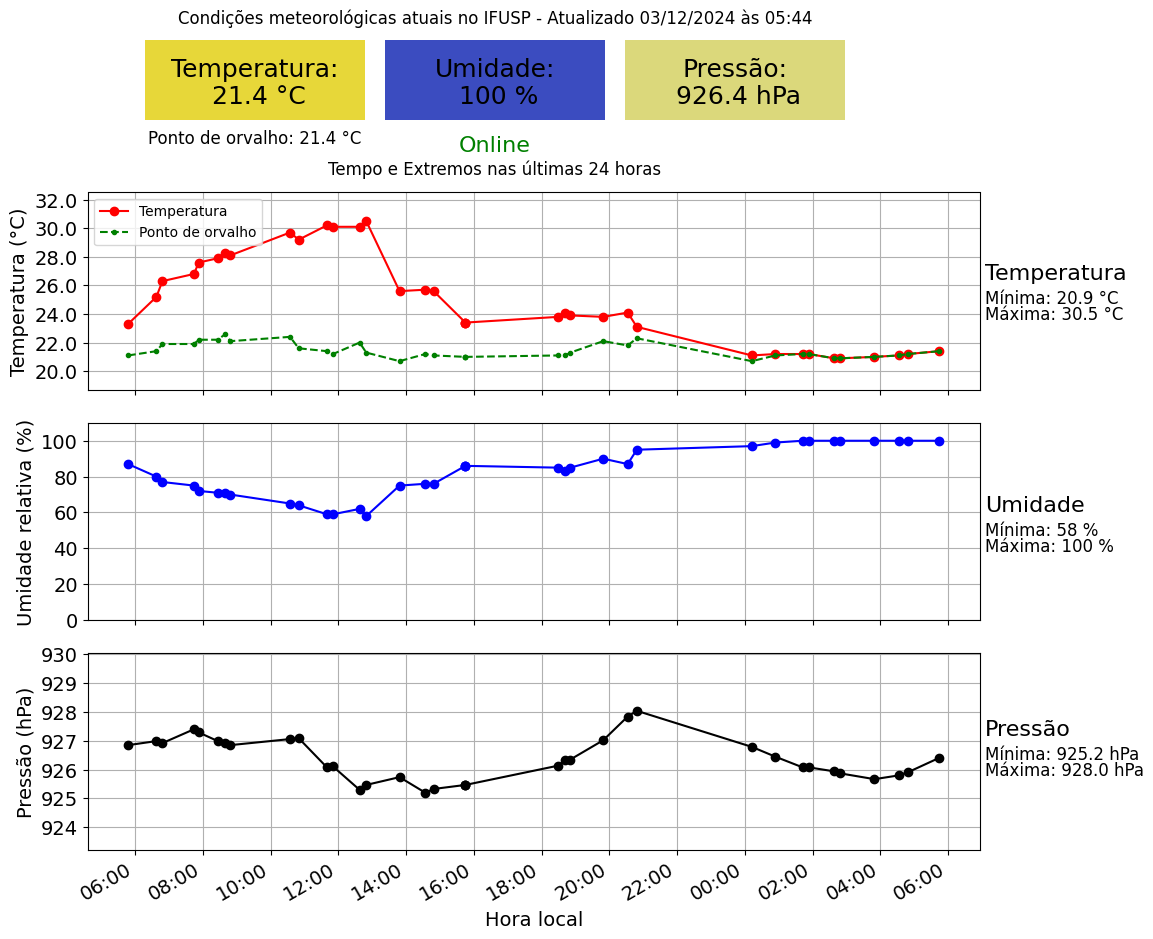 Condições meteorológicas atuais no IFUSP - Atualizado 03/12/2024 às 05:44
Temperatura:
21.4 °C
Umidade:
100 %
Pressão:
926.4 hPa
Ponto de orvalho: 21.4 °C
Online
Tempo e Extremos nas últimas 24 horas
Temperatura (°C)
32.0
30.0
28.0
26.0
24.0
22.0
20.0
Temperatura
Ponto de orvalho
Temperatura
Mínima: 20.9 °C
Máxima: 30.5 °C
Umidade relativa (%)
100
80
60
40
20
0
Umidade
Mínima: 58 %
Máxima: 100 %
Pressão (hPa)
930
929
928
927
926
925
924
Pressão
Mínima: 925.2 hPa
Máxima: 928.0 hPa
06:00 08:00 10:00 12:00 14:00 16:00 18:00 20:00 22:00 00:00 02:00 04:00 06:00
Hora local